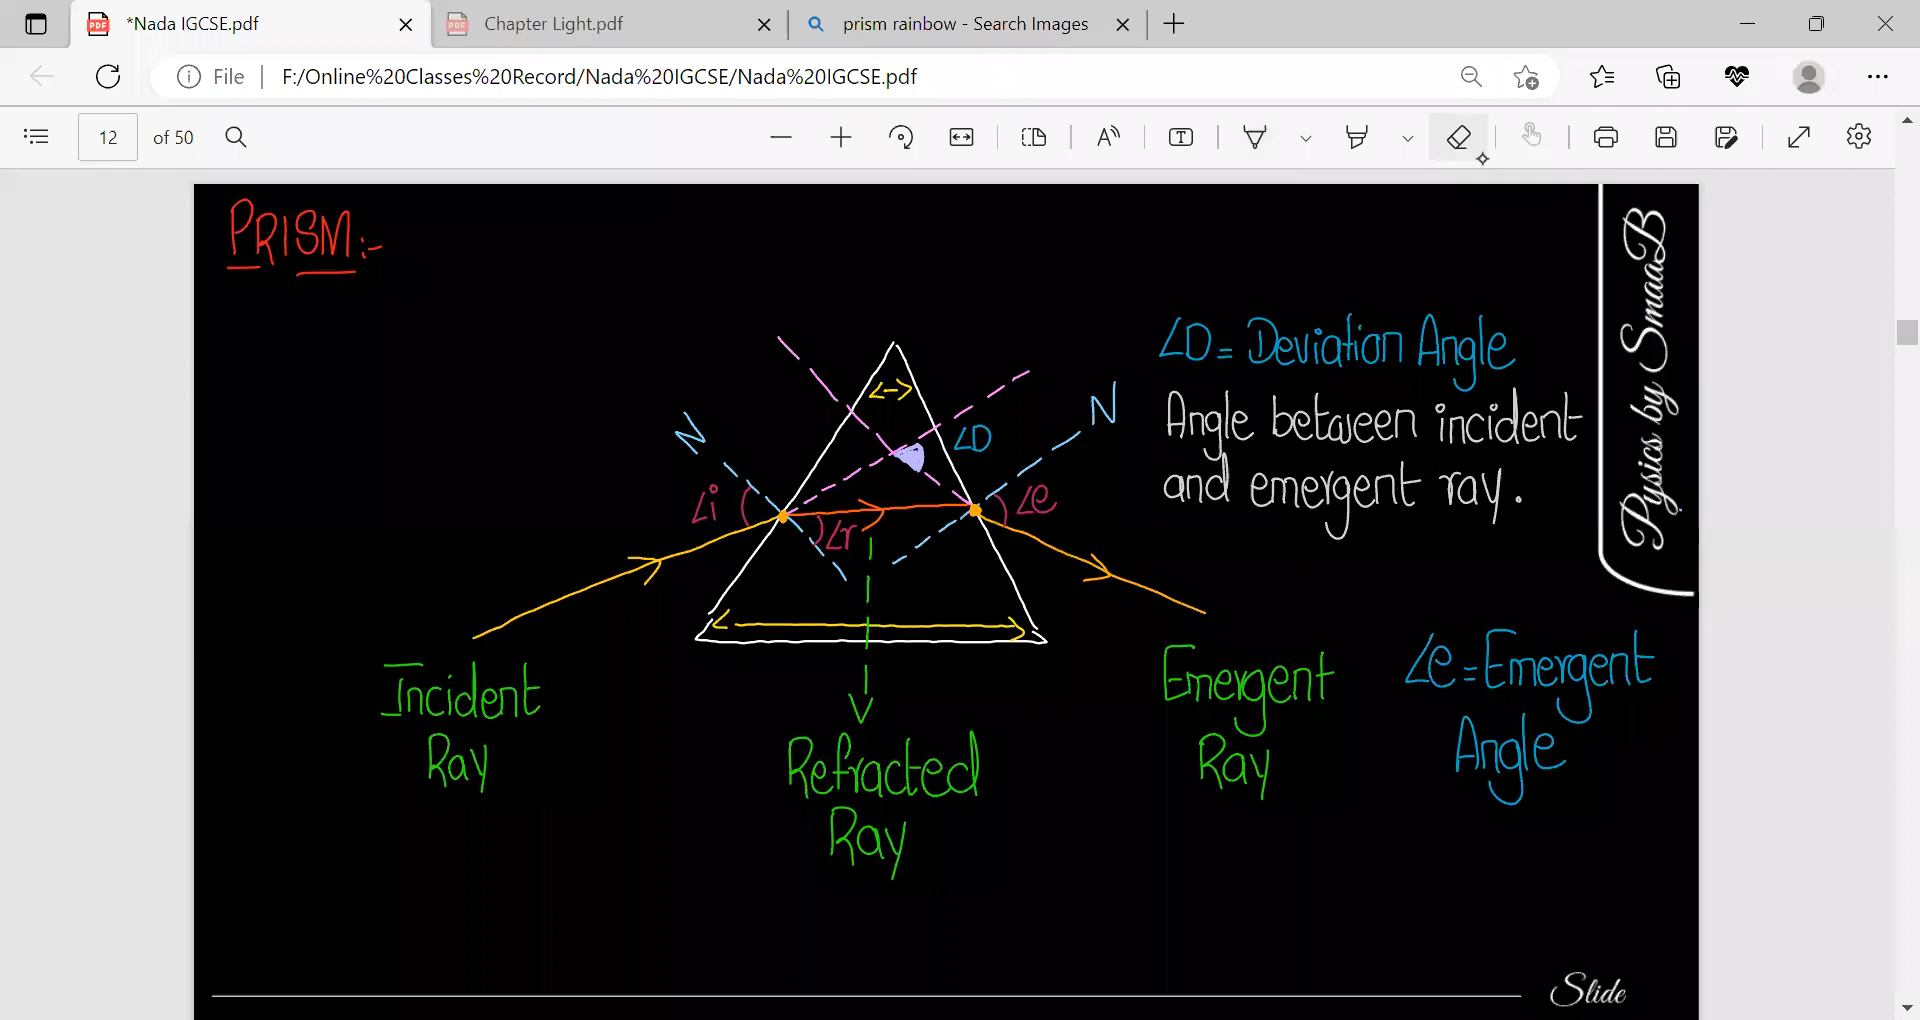 *Nada IGCSE.pdf
Chapter Light.pdf
prism rainbow - Search Images
File
F:/Online%20Classes%20Record/Nada%20IGCSE/Nada%20IGCSE.pdf
12 of 50
PRISM:-
∠D = Deviation Angle
Angle between incident
and emergent ray.
N
N
∠D
∠i
∠r
∠e
Incident
Ray
Refracted
Ray
Emergent
Ray
∠e = Emergent
Angle
Pysics by SmaaB
Slide